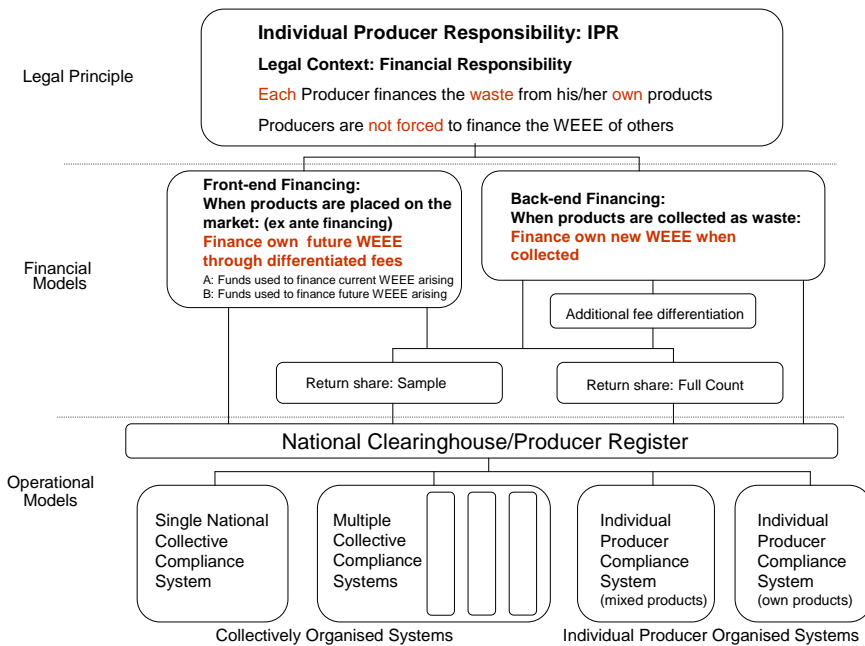 Legal Principle
Individual Producer Responsibility: IPR
Legal Context: Financial Responsibility
Each Producer finances the waste from his/her own products
Producers are not forced to finance the WEEE of others
Financial
Models
Front-end Financing:
When products are placed on the
market: (ex ante financing)
Finance own future WEEE
through differentiated fees
A: Funds used to finance current WEEE arising
B: Funds used to finance future WEEE arising
Back-end Financing:
When products are collected as waste:
Finance own new WEEE when
collected
Additional fee differentiation
Return share: Sample
Return share: Full Count
Operational
Models
National Clearinghouse/Producer Register
Single National
Collective
Compliance
System
Multiple
Collective
Compliance
Systems
Individual
Producer
Compliance
System
(mixed products)
Individual
Producer
Compliance
System
(own products)
Collectively Organised Systems
Individual Producer Organised Systems